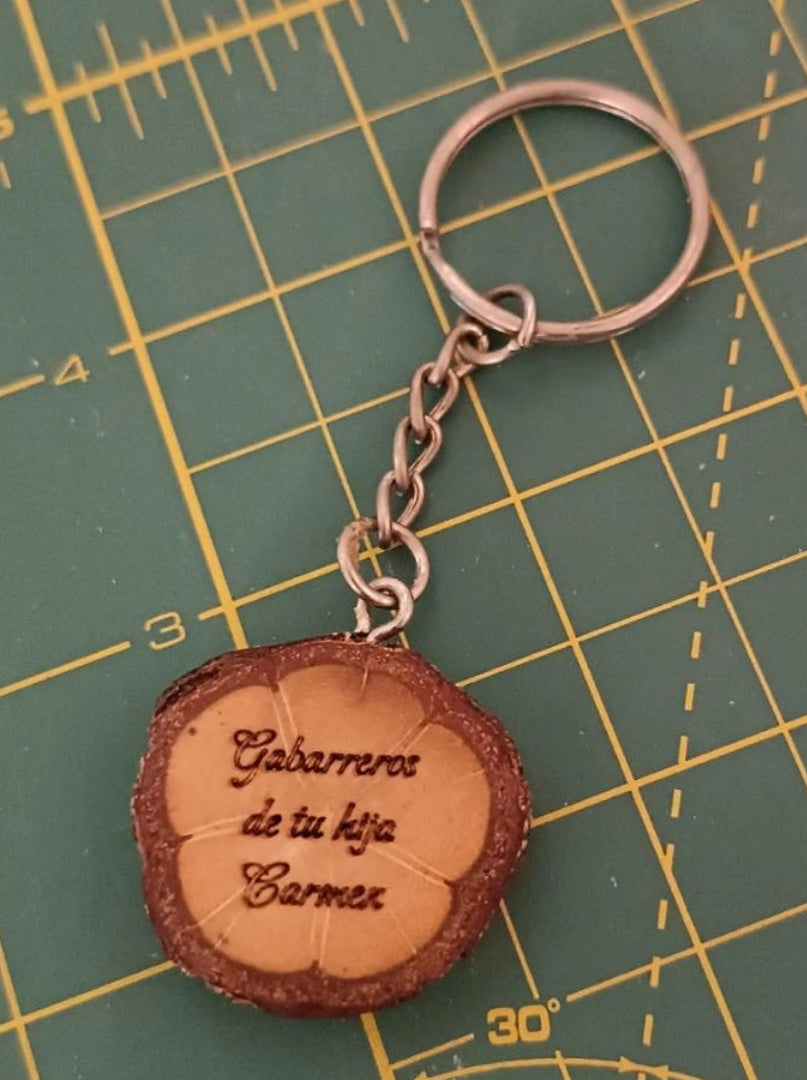 Gabarreros
de tu hija
Carmen
4
3
30°